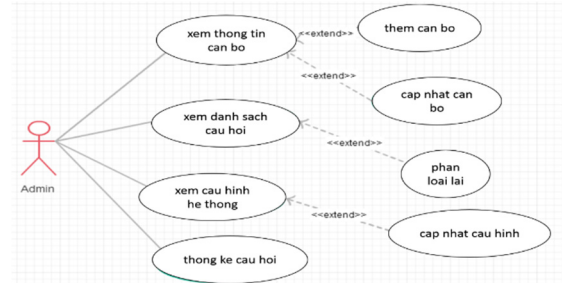 xem thong tin
can bo
<<extend>>
them can bo
<<extend>>
cap nhat can
bo
xem danh sach
cau hoi
<<extend>>
phan
loai lai
Admin
xem cau hinh
he thong
<<extend>>
cap nhat cau hinh
thong ke cau hoi